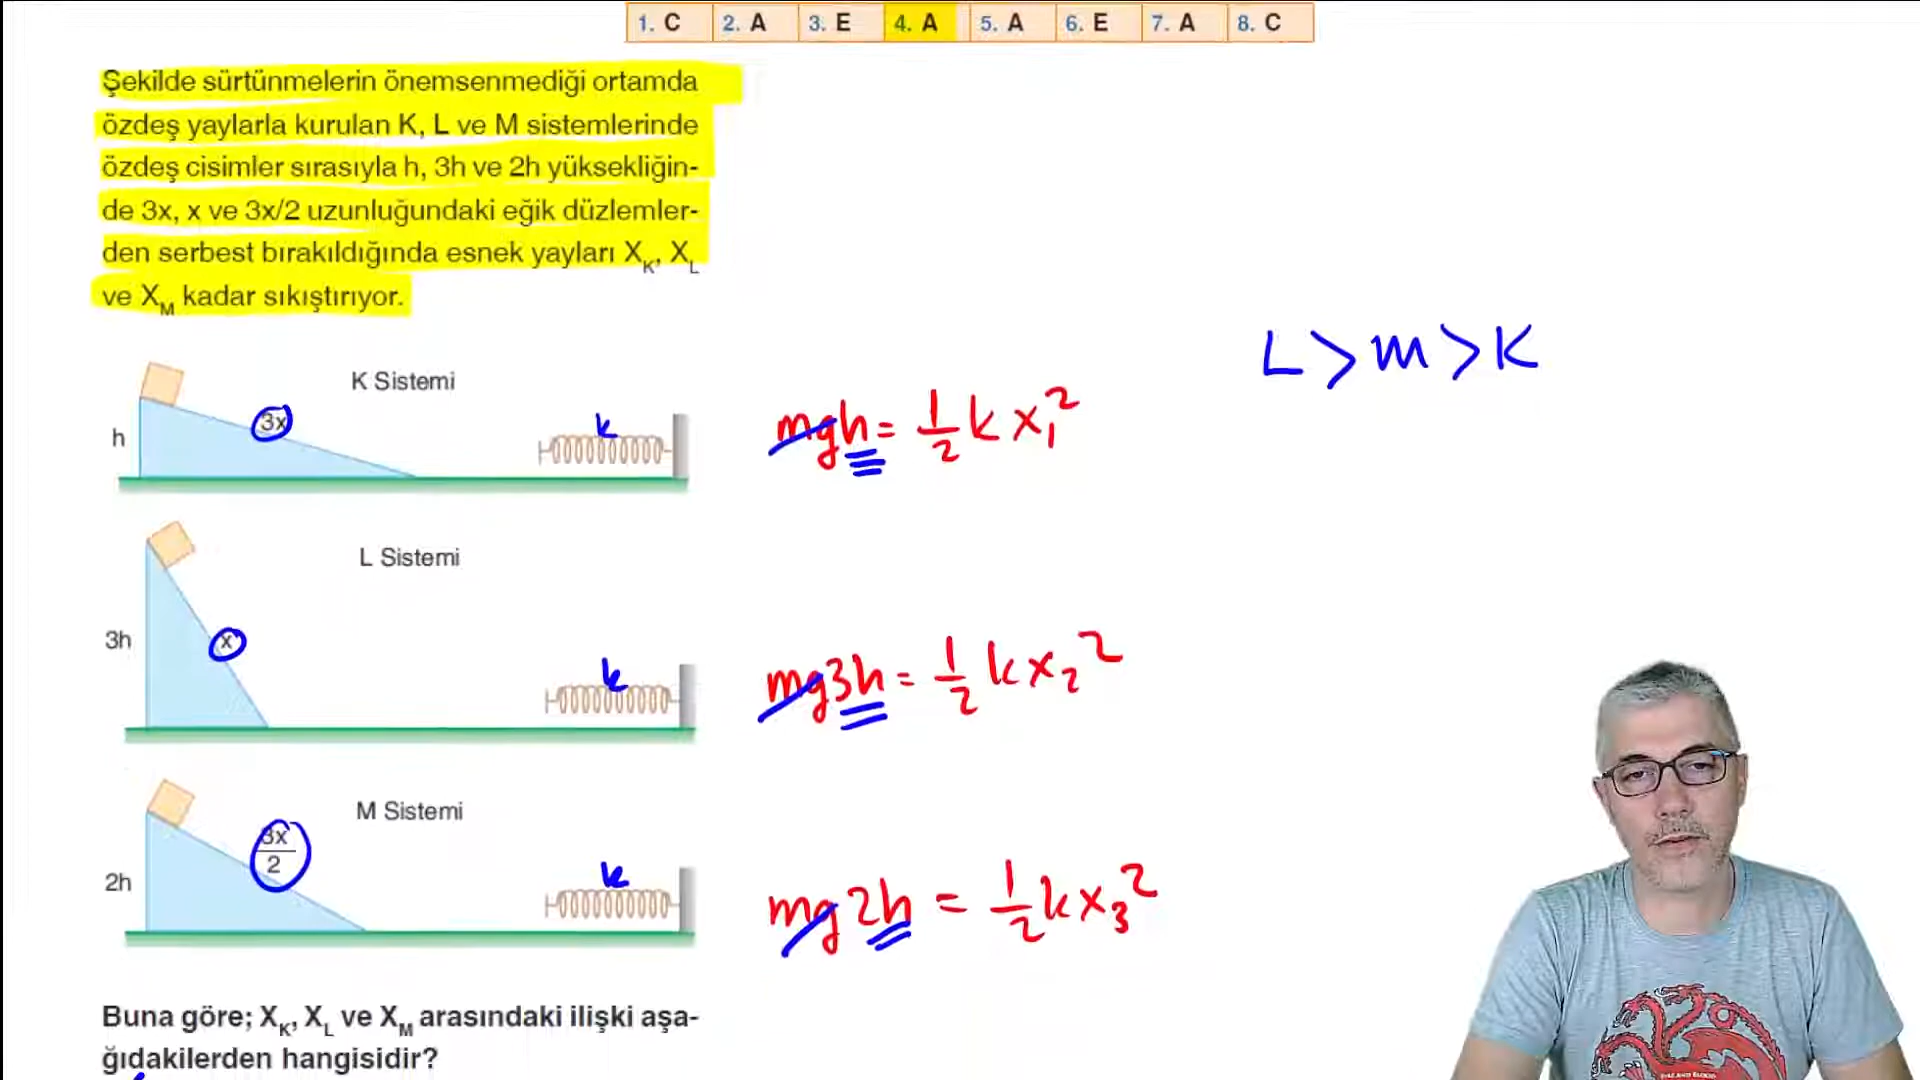 1. C 2. A 3. E 4. A 5. A 6. E 7. A 8. C
Şekilde sürtünmelerin önemsenmediği ortamda
özdeş yaylarla kurulan K, L ve M sistemlerinde
özdeş cisimler sırasıyla h, 3h ve 2h yüksekliğin-
de 3x, x ve 3x/2 uzunluğundaki eğik düzlemler-
den serbest bırakıldığında esnek yayları X_K, X_L
ve X_M kadar sıkıştırıyor.
L > m > K
K Sistemi
3x
h
k
mgh = 1/2 k x₁²
L Sistemi
3h
x
k
mg3h = 1/2 k x₂²
M Sistemi
3x/2
2h
k
mg2h = 1/2 k x₃²
Buna göre; X_K, X_L ve X_M arasındaki ilişki aşa-
ğıdakilerden hangisidir?